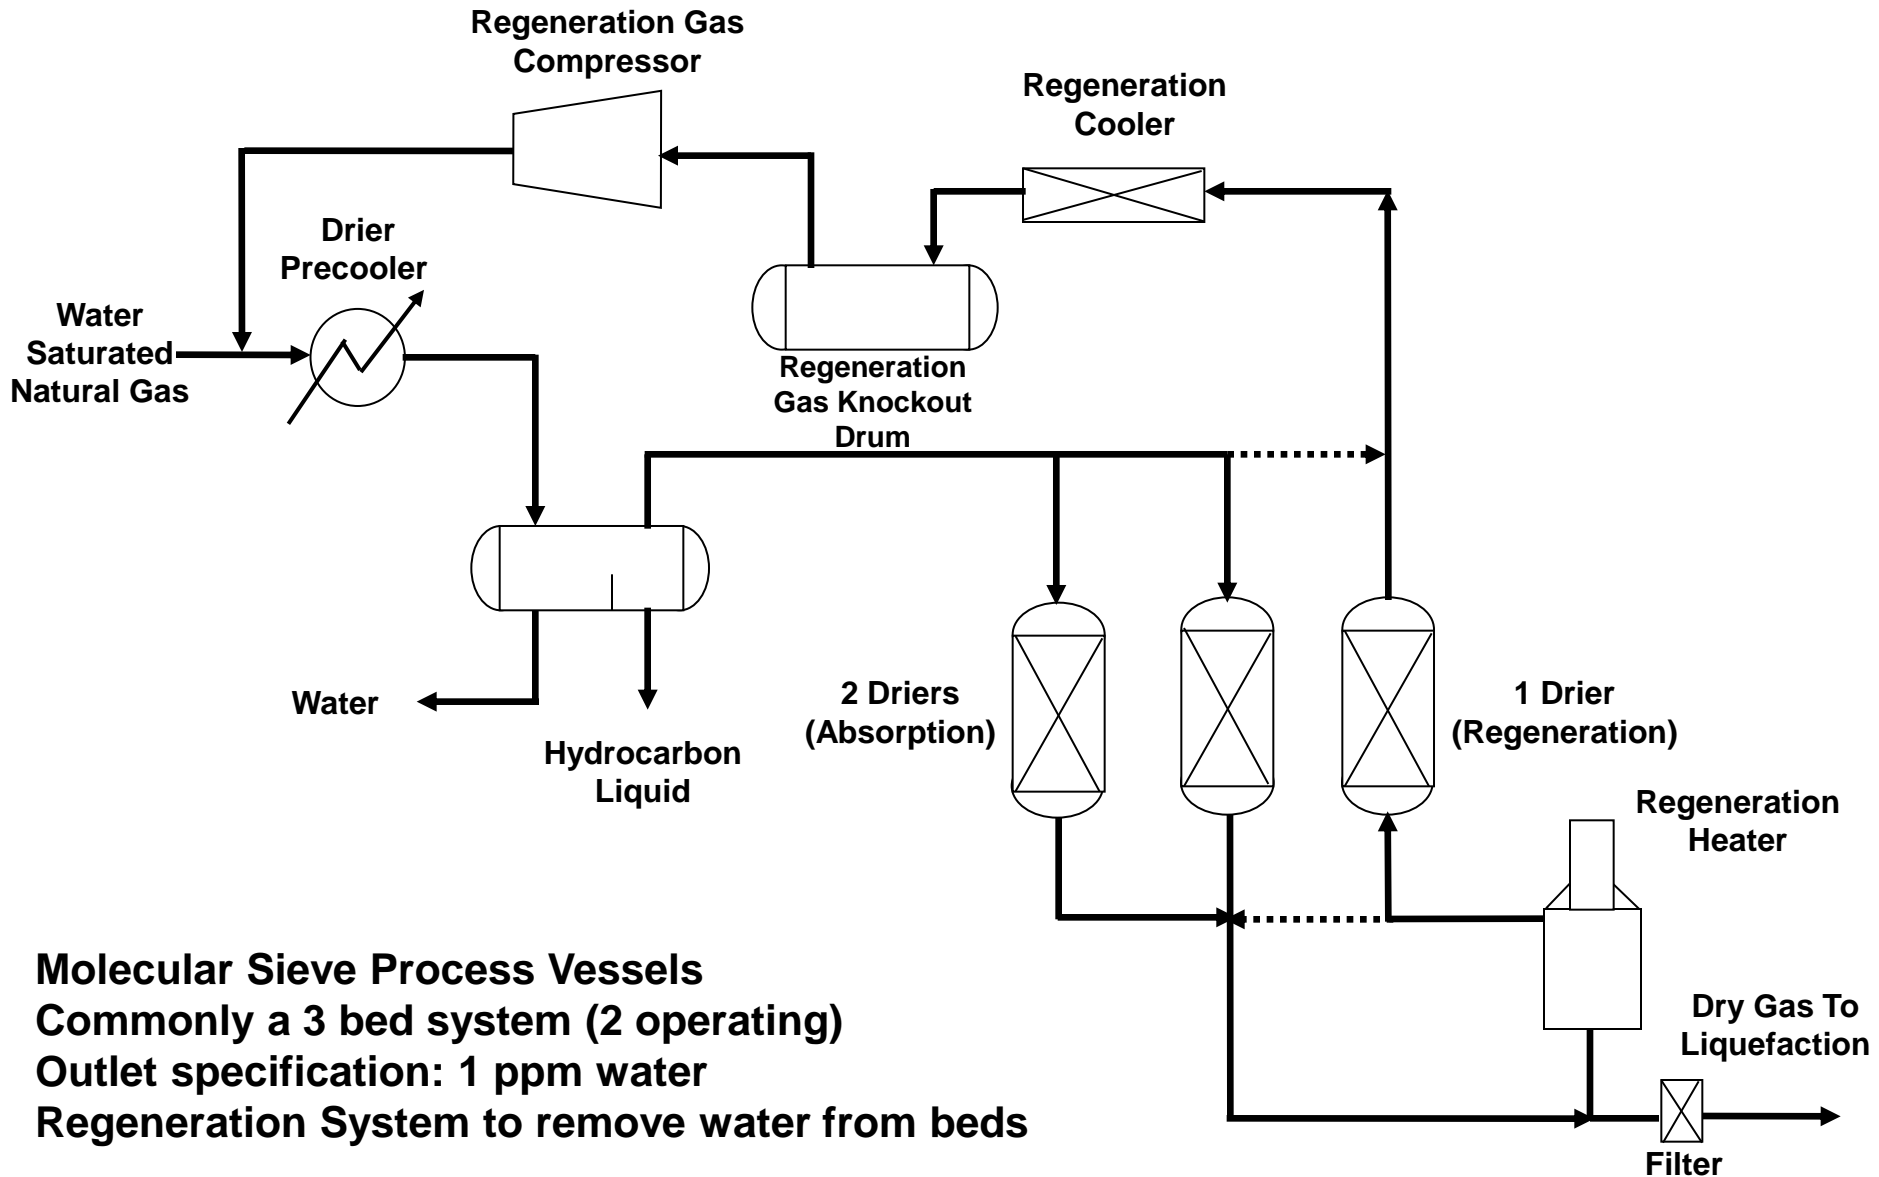 Regeneration Gas
Compressor
Regeneration
Cooler
Drier
Precooler
Water
Saturated
Natural Gas
Regeneration
Gas Knockout
Drum
Water
Hydrocarbon
Liquid
2 Driers
(Absorption)
1 Drier
(Regeneration)
Regeneration
Heater
Dry Gas To
Liquefaction
Filter
Molecular Sieve Process Vessels
Commonly a 3 bed system (2 operating)
Outlet specification: 1 ppm water
Regeneration System to remove water from beds